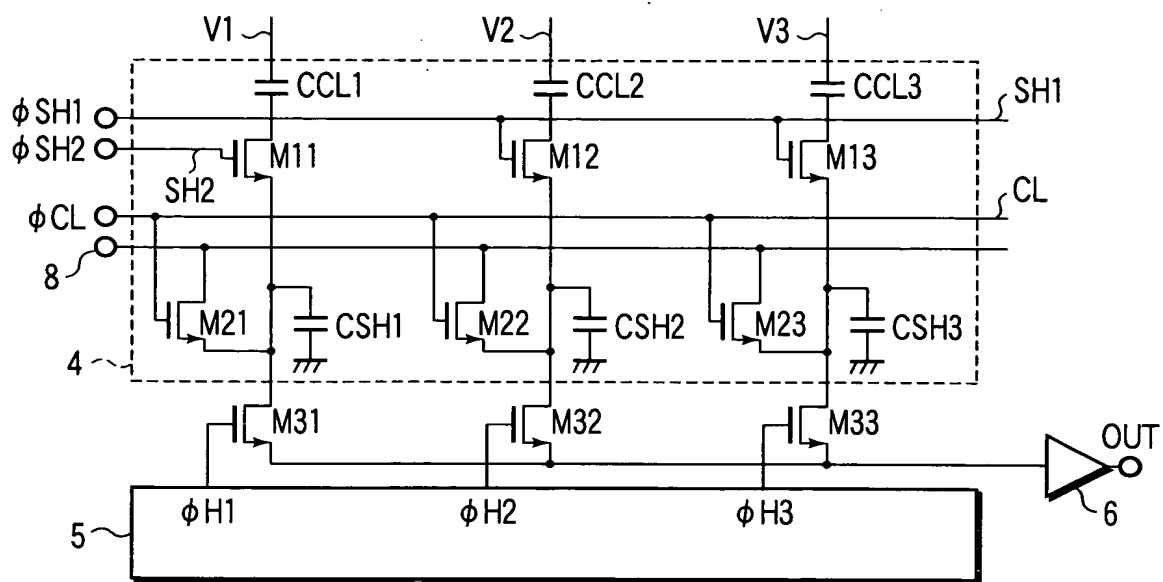 V1
V2
V3
CCL1
CCL2
CCL3
φSH1
SH1
φSH2
M11
M12
M13
SH2
φCL
CL
8
M21
CSH1
M22
CSH2
M23
CSH3
4
M31
M32
M33
OUT
φH1
φH2
φH3
5
6